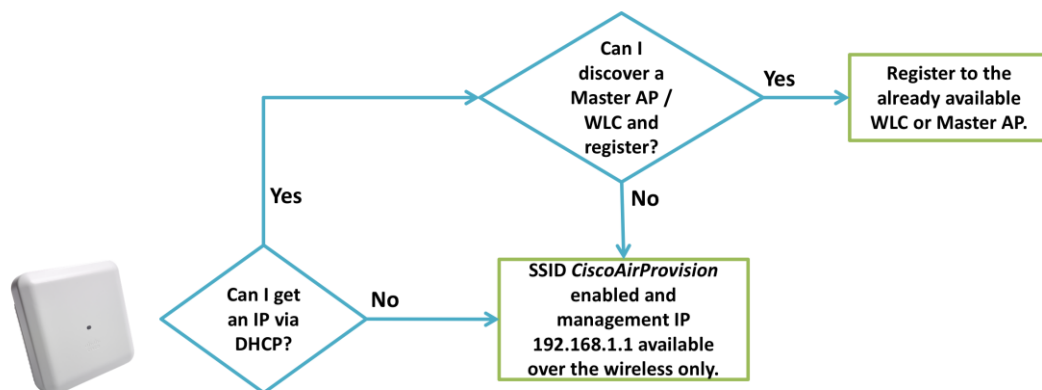 Can I
discover a
Master AP /
WLC and
register?
Yes
Register to the
already available
WLC or Master AP.
Yes
No
Can I get
an IP via
DHCP?
No
SSID CiscoAirProvision
enabled and
management IP
192.168.1.1 available
over the wireless only.